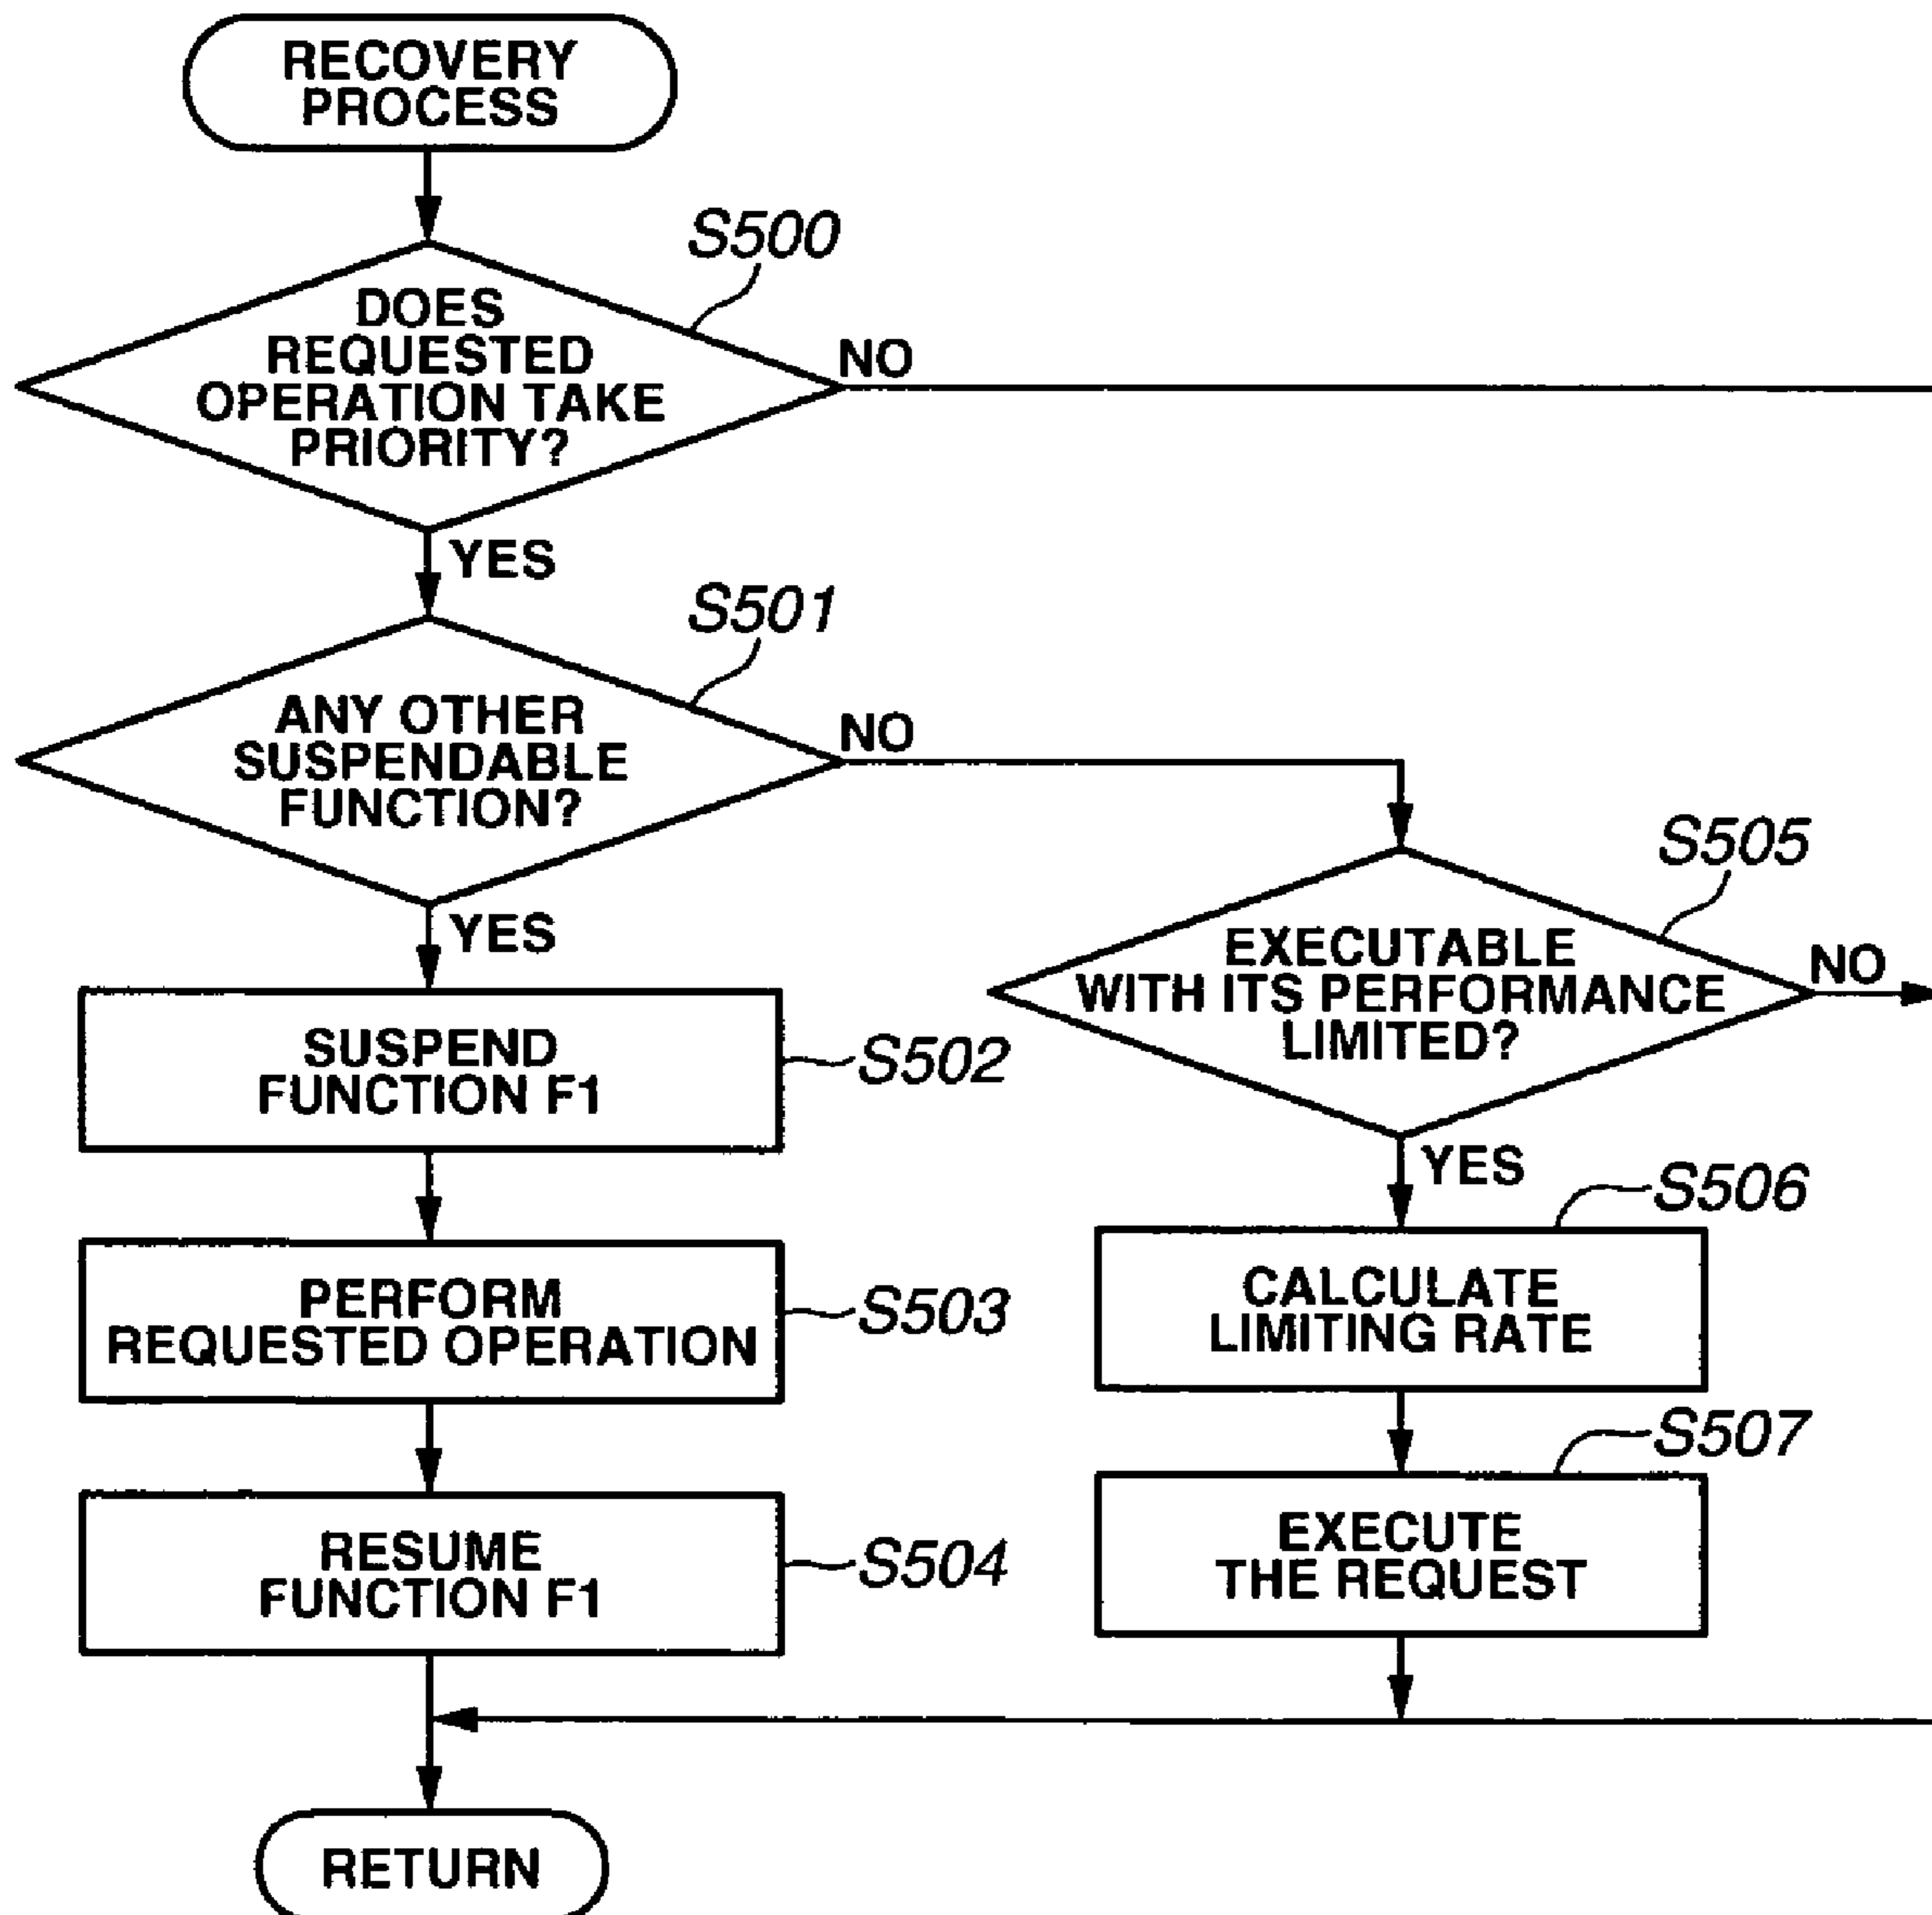 RECOVERY
PROCESS
S500
DOES
REQUESTED
OPERATION TAKE
PRIORITY?
NO
YES
S501
ANY OTHER
SUSPENDABLE
FUNCTION?
NO
YES
SUSPEND
FUNCTION F1
S502
PERFORM
REQUESTED OPERATION
S503
RESUME
FUNCTION F1
S504
S505
EXECUTABLE
WITH ITS PERFORMANCE
LIMITED?
NO
YES
S506
CALCULATE
LIMITING RATE
S507
EXECUTE
THE REQUEST
RETURN